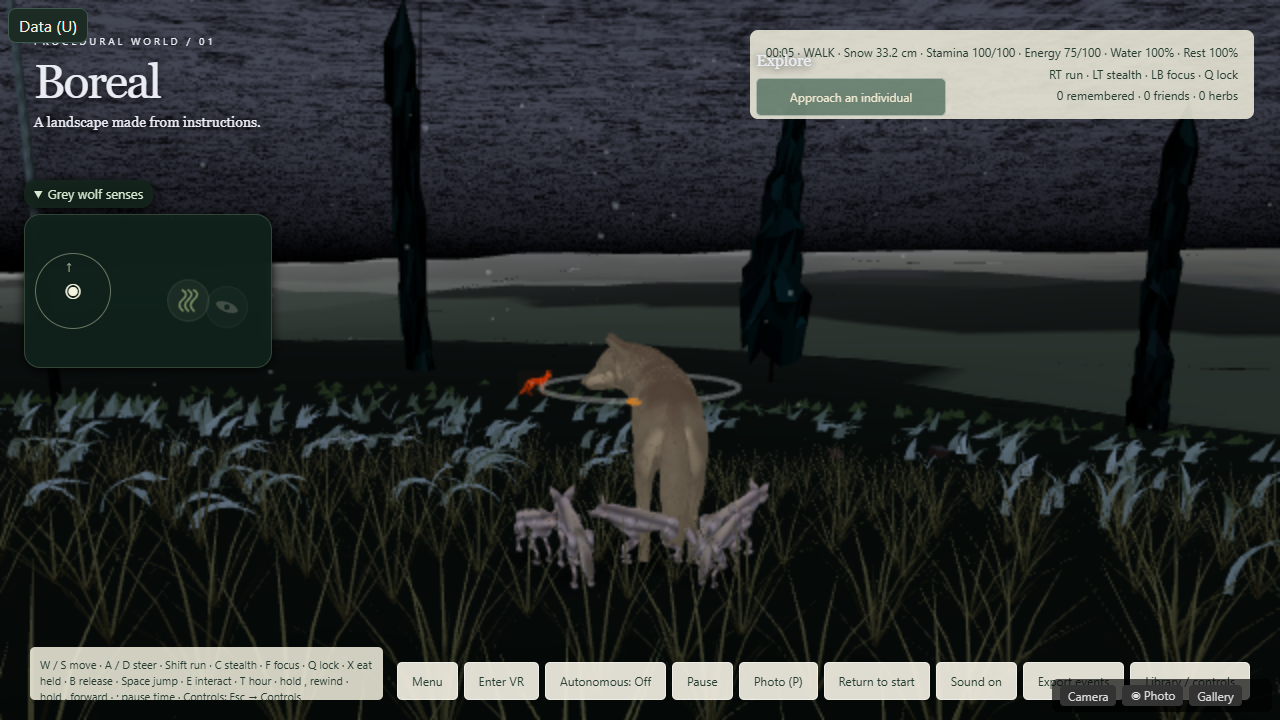 Data (U)
PROCEDURAL WORLD / 01
Boreal
A landscape made from instructions.
00:05 · WALK · Snow 33.2 cm · Stamina 100/100 · Energy 75/100 · Water 100% · Rest 100%
Explore
RT run · LT stealth · LB focus · Q lock
Approach an individual
0 remembered · 0 friends · 0 herbs
▼ Grey wolf senses
↑
W / S move · A / D steer · Shift run · C stealth · F focus · Q lock · X eat
held · B release · Space jump · E interact · T hour · hold , rewind ·
hold . forward · ; pause time · Controls: Esc → Controls
Menu
Enter VR
Autonomous: Off
Pause
Photo (P)
Return to start
Sound on
Export events
Library / controls
Camera
◉ Photo
Gallery